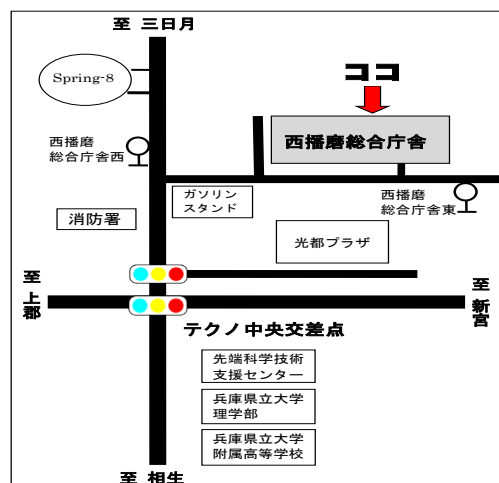 至 三日月
Spring-8
ココ
西播磨総合庁舎
西播磨
総合庁舎西
ガソリン
スタンド
西播磨
総合庁舎東
消防署
光都プラザ
至 上郡
至 新宮
テクノ中央交差点
先端科学技術
支援センター
兵庫県立大学
理学部
兵庫県立大学
附属高等学校
至 相生